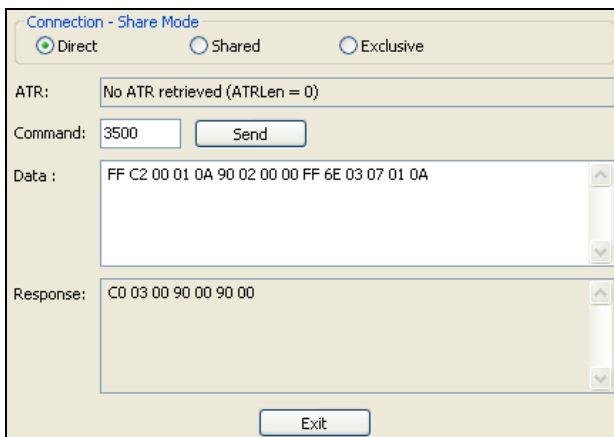 Connection - Share Mode
Direct Shared Exclusive
ATR: No ATR retrieved (ATRLen = 0)
Command: 3500 Send
Data : FF C2 00 01 0A 90 02 00 00 FF 6E 03 07 01 0A
Response: C0 03 00 90 00 90 00
Exit